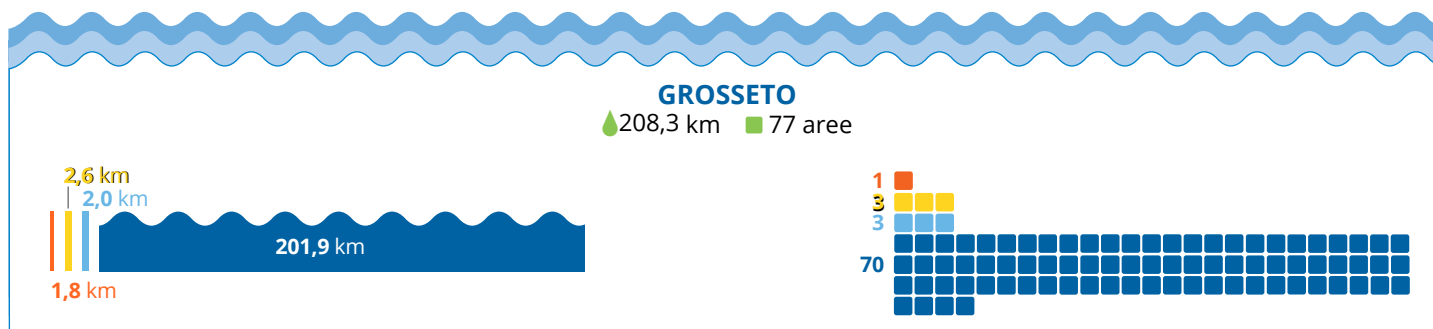 GROSSETO
208,3 km 77 aree
2,6 km
2,0 km
201,9 km
1,8 km
1
3
3
70